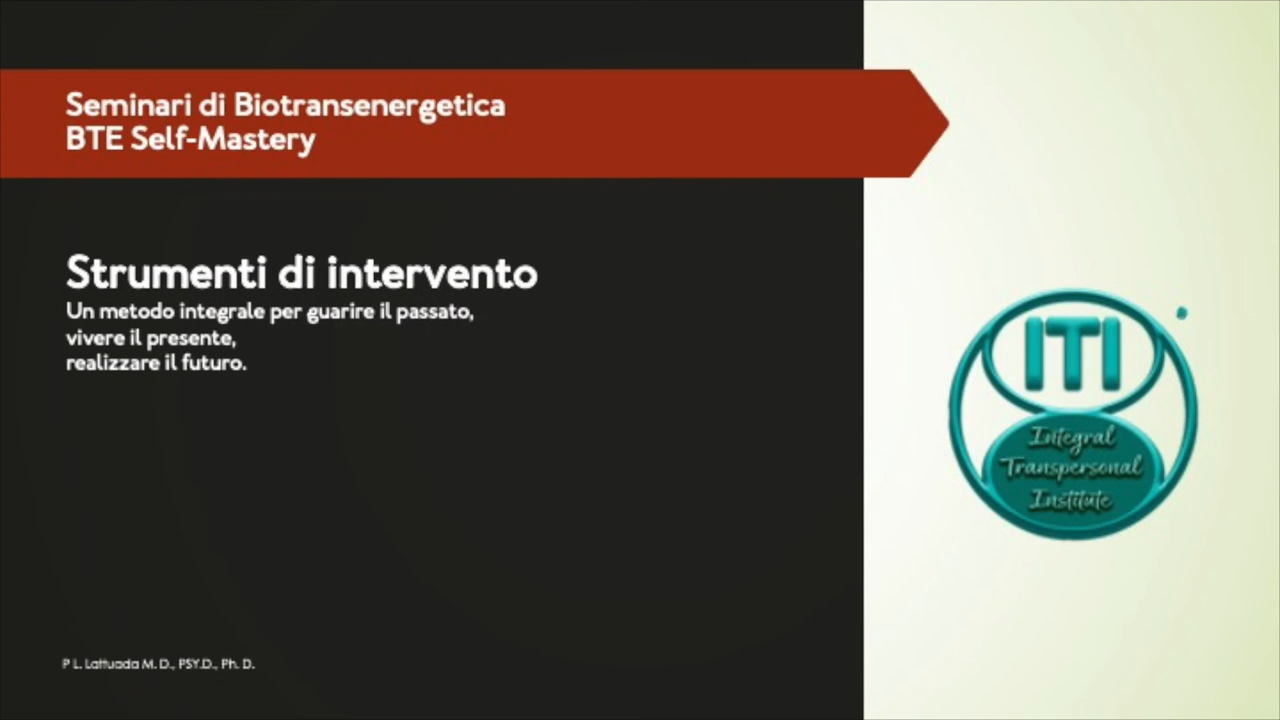 Seminari di Biotransenergetica
BTE Self-Mastery
Strumenti di intervento
Un metodo integrale per guarire il passato,
vivere il presente,
realizzare il futuro.
ITI
Integral
Transpersonal
Institute
P L. Lattuada M. D., PSY.D., Ph. D.